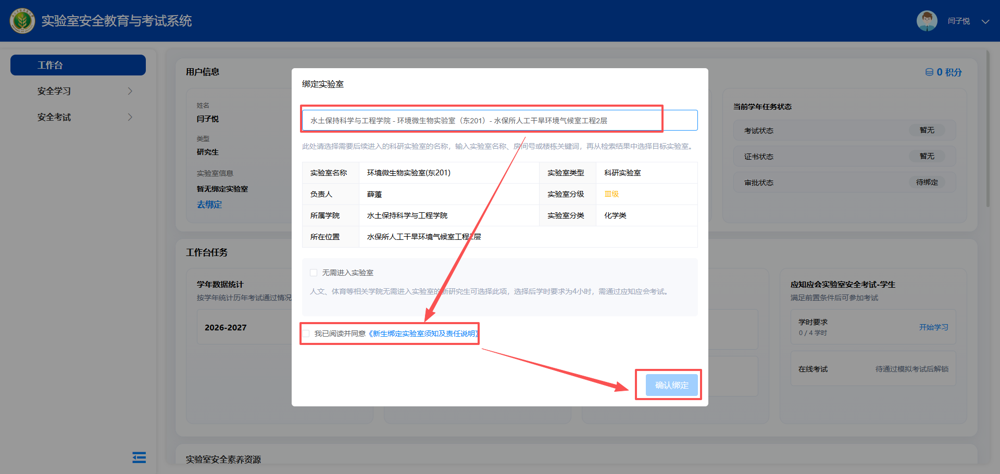 实验室安全教育与考试系统
闫子悦
工作台
安全学习
安全考试
用户信息
0 积分
姓名
闫子悦
类型
研究生
实验室信息
暂无绑定实验室
去绑定
当前学年任务状态
考试状态 暂无
证书状态 暂无
审批状态 待绑定
绑定实验室
水土保持科学与工程学院 - 环境微生物实验室（东201）- 水保所人工干旱环境气候室工程2层
此处请选择需要后续进入的科研实验室的名称，输入实验室名称、房间号或楼栋关键词，再从检索结果中选择目标实验室。
实验室名称 环境微生物实验室(东201) 实验室类型 科研实验室
负责人 薛萐 实验室分级 III级
所属学院 水土保持科学与工程学院 实验室分类 化学类
所在位置 水保所人工干旱环境气候室工程2层
无需进入实验室
人文、体育等相关学院无需进入实验室的新研究生可选择此项，选择后学时要求为4小时，需通过应知应会考试。
我已阅读并同意《新生绑定实验室须知及责任说明》
确认绑定
工作台任务
学年数据统计
按学年统计历年考试通过情况
2026-2027
应知应会实验室安全考试-学生
满足前置条件后可参加考试
学时要求
0 / 4 学时
开始学习
在线考试 待通过模拟考试后解锁
实验室安全素养资源